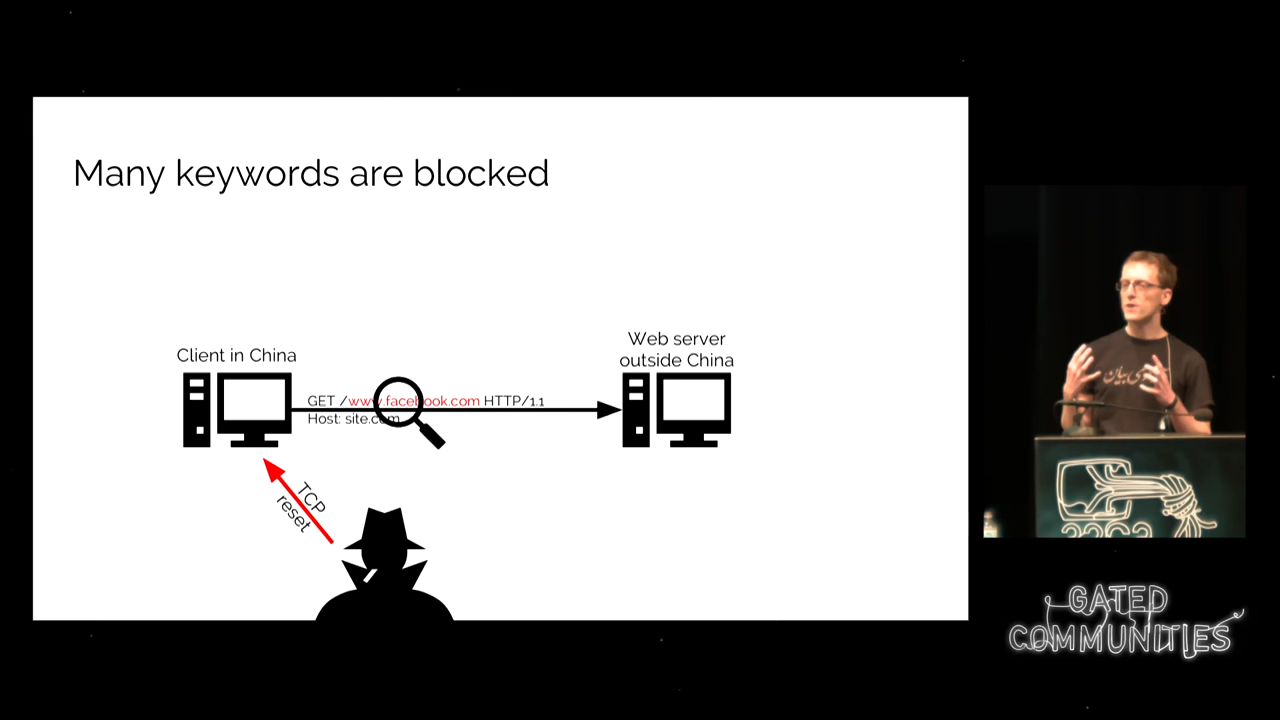 Many keywords are blocked
Client in China
Web server
outside China
GET /www.facebook.com HTTP/1.1
Host: site.com
TCP
reset
32C3
GATED
COMMUNITIES